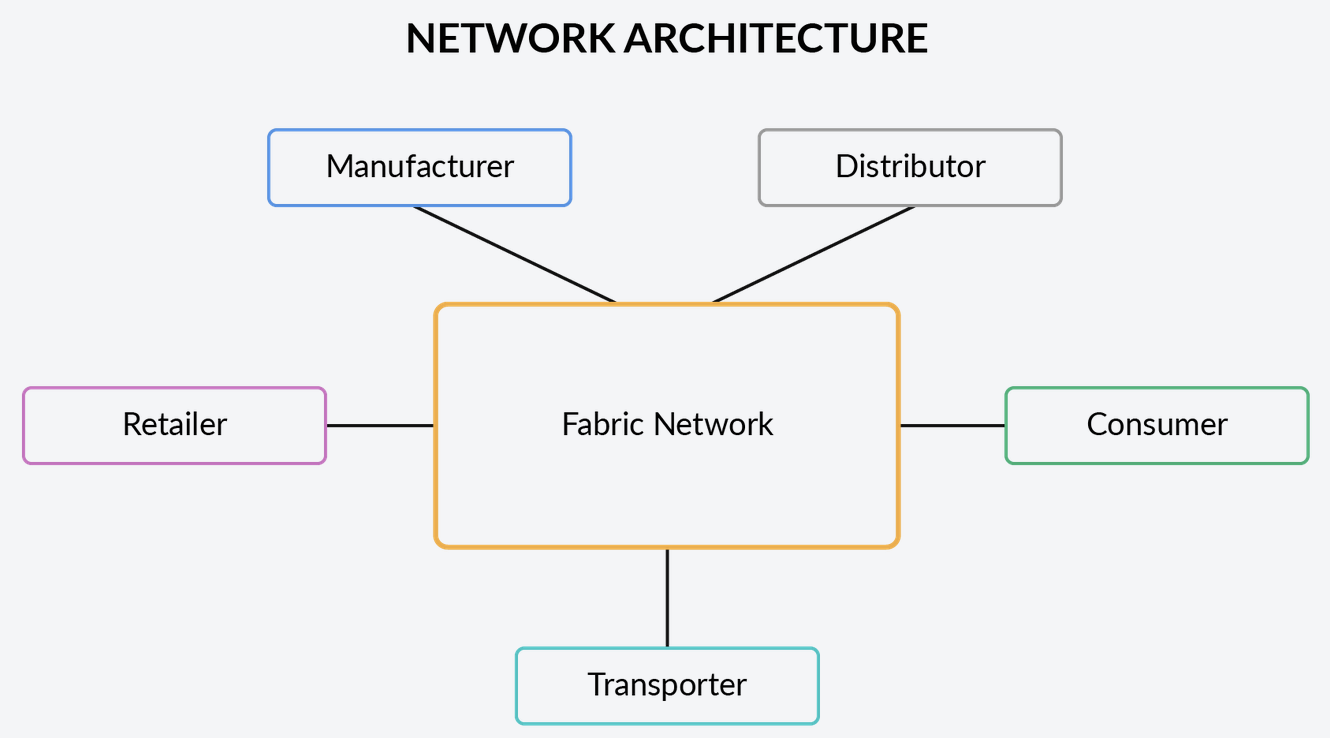 NETWORK ARCHITECTURE
Manufacturer
Distributor
Retailer
Fabric Network
Consumer
Transporter